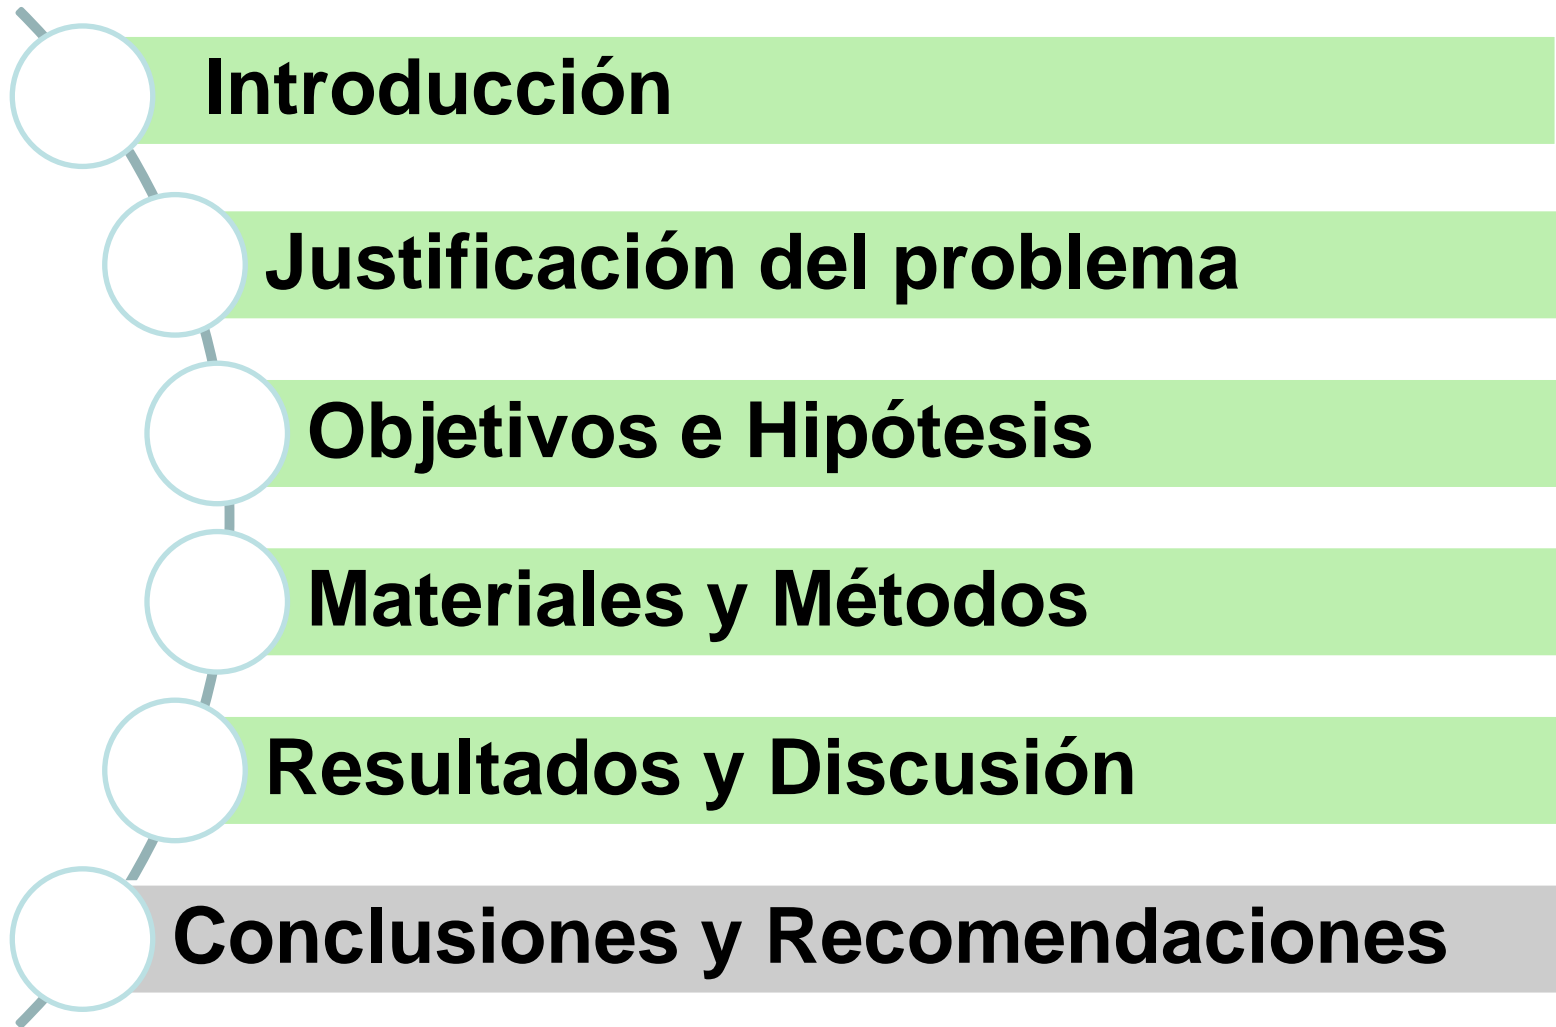 Introducción
Justificación del problema
Objetivos e Hipótesis
Materiales y Métodos
Resultados y Discusión
Conclusiones y Recomendaciones